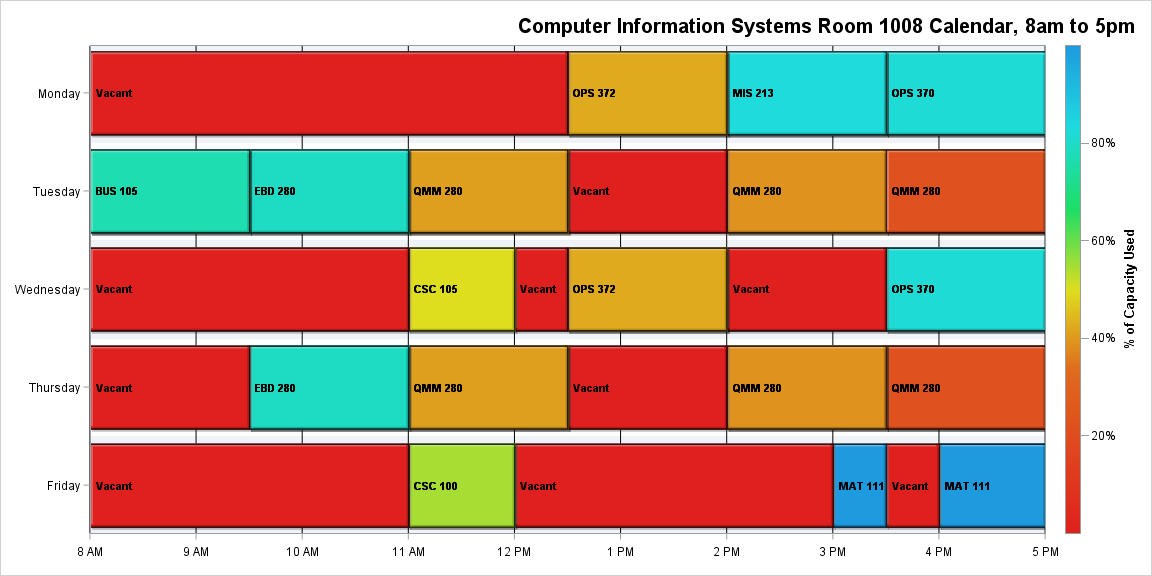 Computer Information Systems Room 1008 Calendar, 8am to 5pm
Monday
Vacant
OPS 372
MIS 213
OPS 370
Tuesday
BUS 105
EBD 280
QMM 280
Vacant
QMM 280
QMM 280
Wednesday
Vacant
CSC 105
Vacant
OPS 372
Vacant
OPS 370
Thursday
Vacant
EBD 280
QMM 280
Vacant
QMM 280
QMM 280
Friday
Vacant
CSC 100
Vacant
MAT 111
Vacant
MAT 111
8 AM
9 AM
10 AM
11 AM
12 PM
1 PM
2 PM
3 PM
4 PM
5 PM
80%
60%
40%
20%
% of Capacity Used